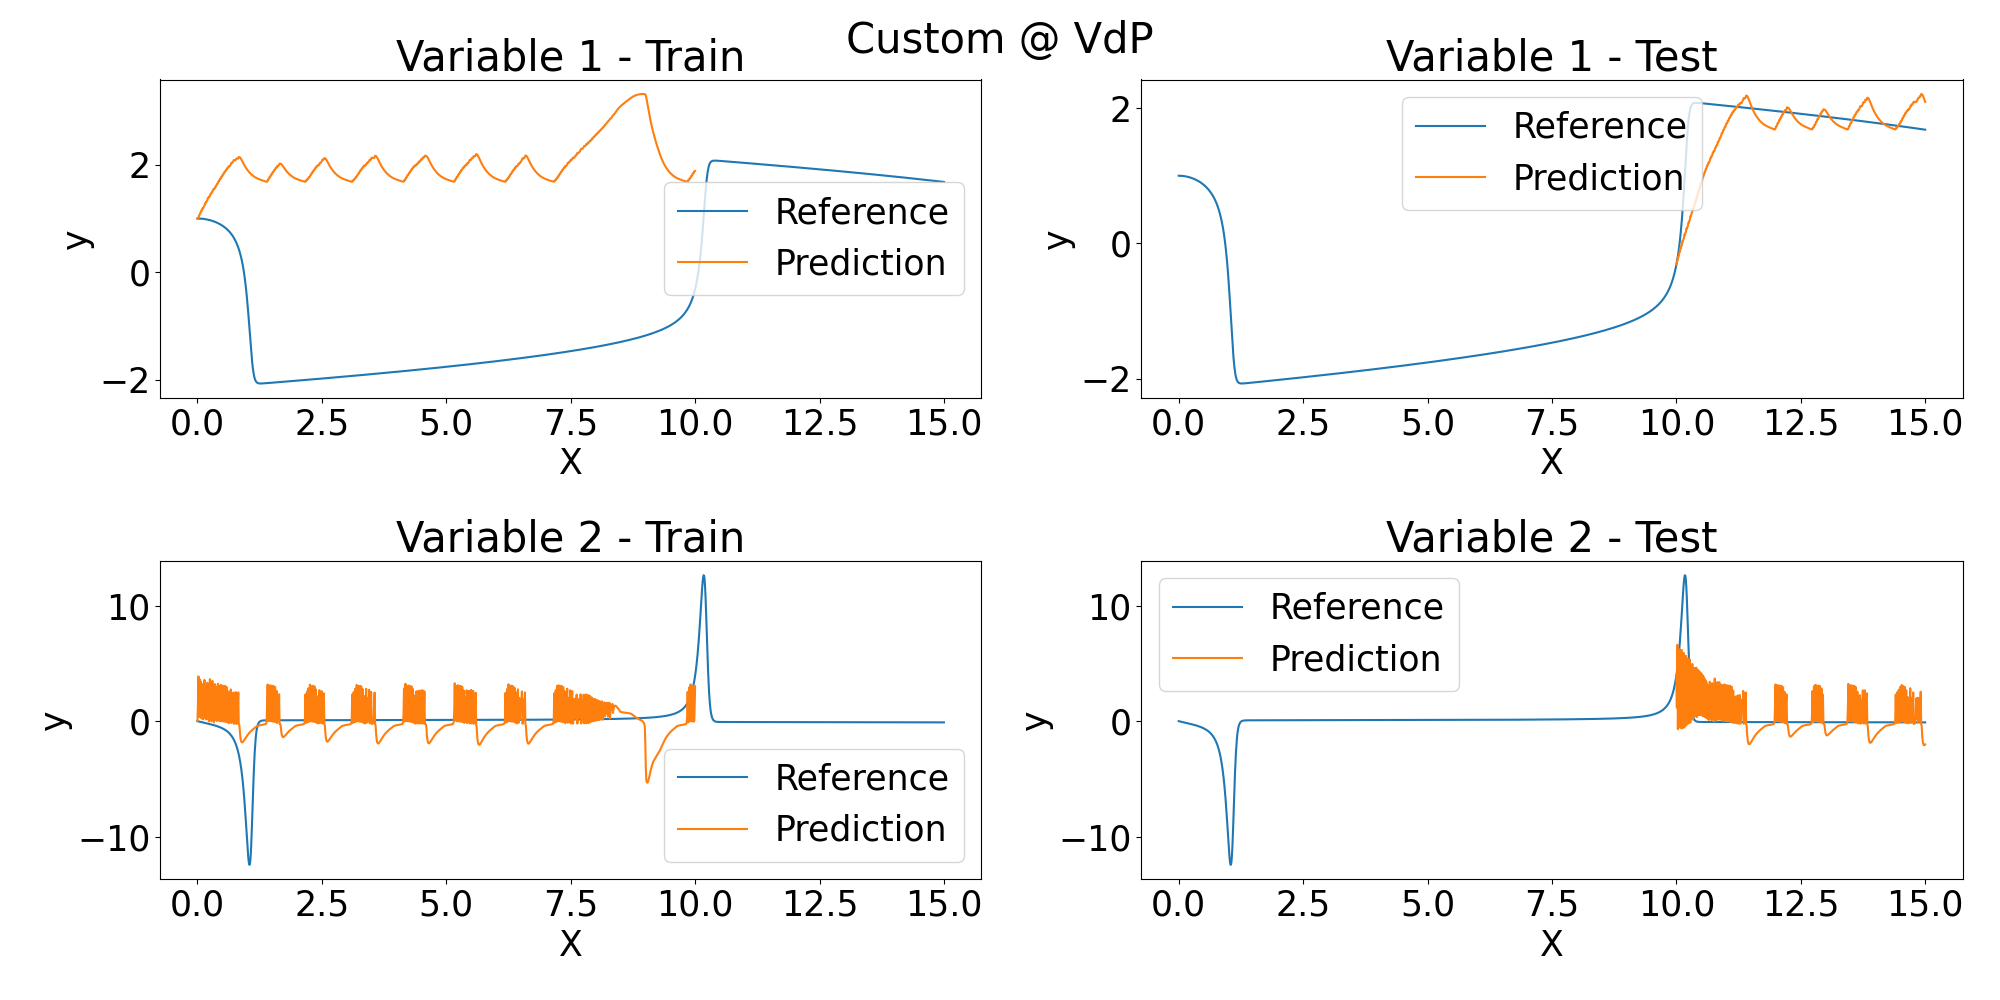 Custom @ VdP
Variable 1 - Train
y
2
0
−2
0.0 2.5 5.0 7.5 10.0 12.5 15.0
X
Reference
Prediction
Variable 1 - Test
y
2
0
−2
0.0 2.5 5.0 7.5 10.0 12.5 15.0
X
Reference
Prediction
Variable 2 - Train
y
10
0
−10
0.0 2.5 5.0 7.5 10.0 12.5 15.0
X
Reference
Prediction
Variable 2 - Test
y
10
0
−10
0.0 2.5 5.0 7.5 10.0 12.5 15.0
X
Reference
Prediction